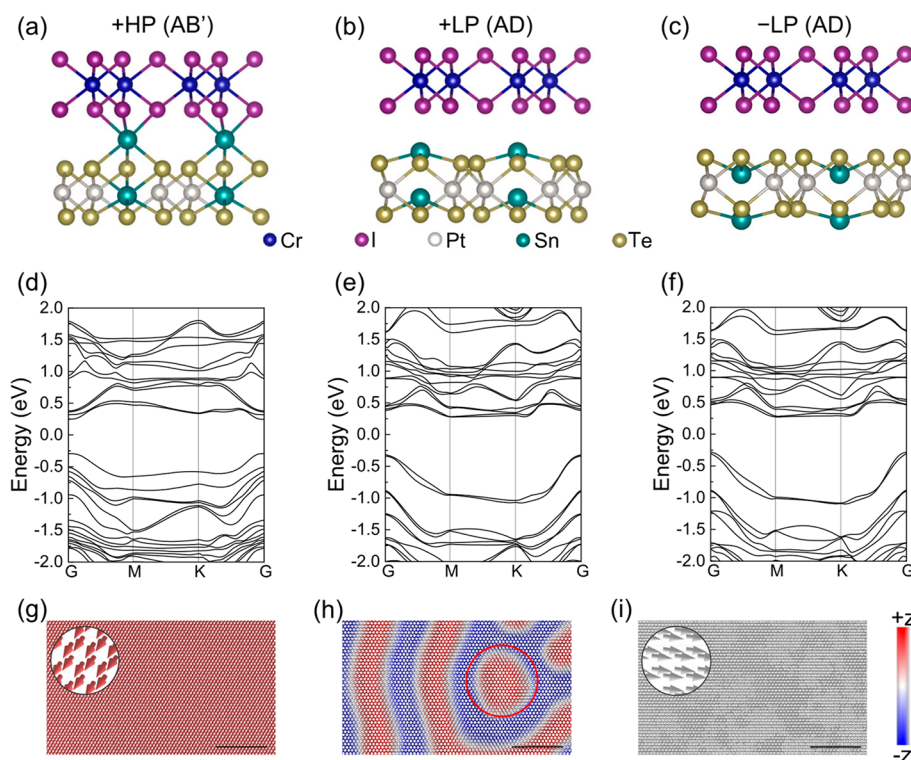 (a) +HP (AB’) (b) +LP (AD) (c) −LP (AD)
Cr I Pt Sn Te
(d) (e) (f)
2.0 2.0 2.0
1.5 1.5 1.5
1.0 1.0 1.0
0.5 0.5 0.5
0.0 0.0 0.0
-0.5 -0.5 -0.5
-1.0 -1.0 -1.0
-1.5 -1.5 -1.5
-2.0 -2.0 -2.0
Energy (eV) Energy (eV) Energy (eV)
G M K G G M K G G M K G
(g) (h) (i)
+z
-z